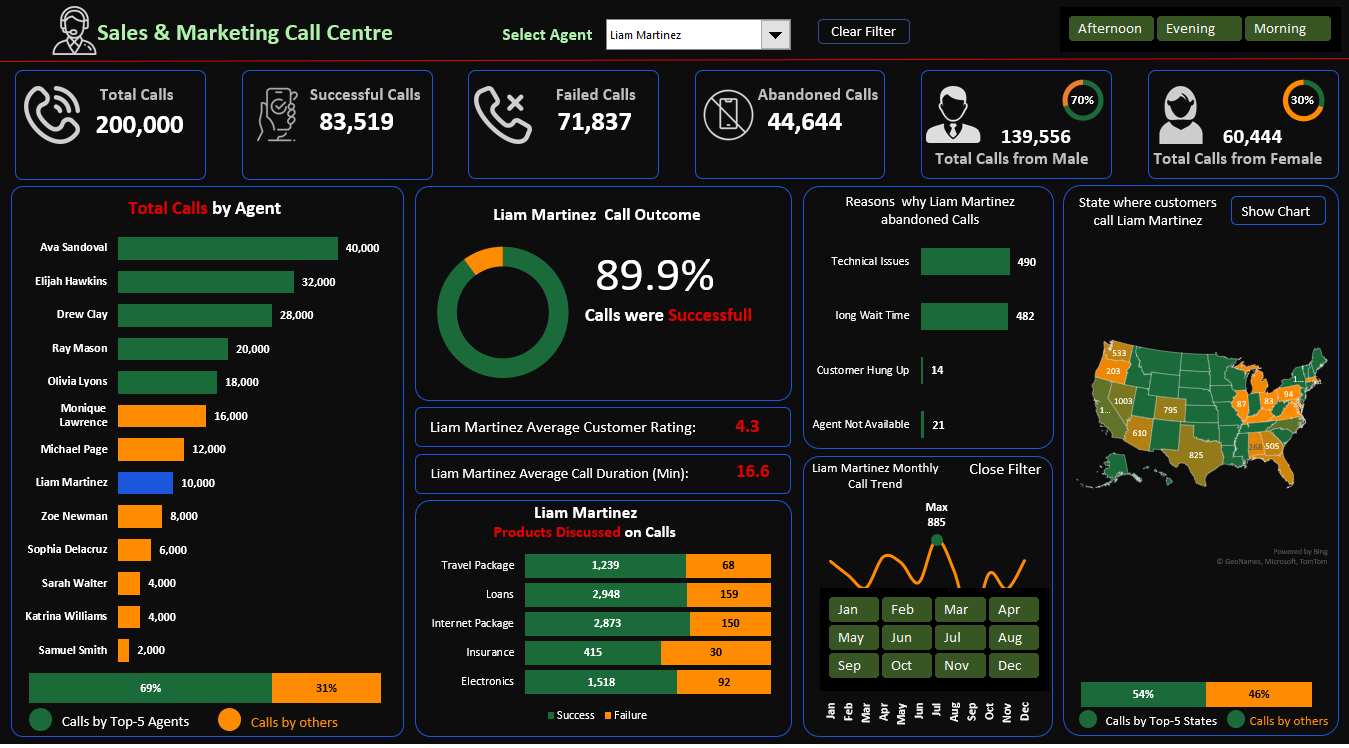 Sales & Marketing Call Centre
Select Agent
Liam Martinez
Clear Filter
Afternoon
Evening
Morning
Total Calls
200,000
Successful Calls
83,519
Failed Calls
71,837
Abandoned Calls
44,644
70%
139,556
Total Calls from Male
30%
60,444
Total Calls from Female
Total Calls by Agent
Ava Sandoval 40,000
Elijah Hawkins 32,000
Drew Clay 28,000
Ray Mason 20,000
Olivia Lyons 18,000
Monique
Lawrence 16,000
Michael Page 12,000
Liam Martinez 10,000
Zoe Newman 8,000
Sophia Delacruz 6,000
Sarah Walter 4,000
Katrina Williams 4,000
Samuel Smith 2,000
69% 31%
Calls by Top-5 Agents
Calls by others
Liam Martinez Call Outcome
89.9%
Calls were Successfull
Liam Martinez Average Customer Rating: 4.3
Liam Martinez Average Call Duration (Min): 16.6
Liam Martinez
Products Discussed on Calls
Travel Package 1,239 68
Loans 2,948 159
Internet Package 2,873 150
Insurance 415 30
Electronics 1,518 92
Success Failure
Reasons why Liam Martinez
abandoned Calls
Technical Issues 490
long Wait Time 482
Customer Hung Up 14
Agent Not Available 21
Liam Martinez Monthly
Call Trend
Close Filter
Max
885
Jan Feb Mar Apr
May Jun Jul Aug
Sep Oct Nov Dec
Jan Feb Mar Apr May Jun Jul Aug Sep Oct Nov Dec
State where customers
call Liam Martinez
Show Chart
533
203
1...
1003
795
610
825
87
83
94
1...
505
Powered by Bing
© GeoNames, Microsoft, TomTom
54% 46%
Calls by Top-5 States
Calls by others